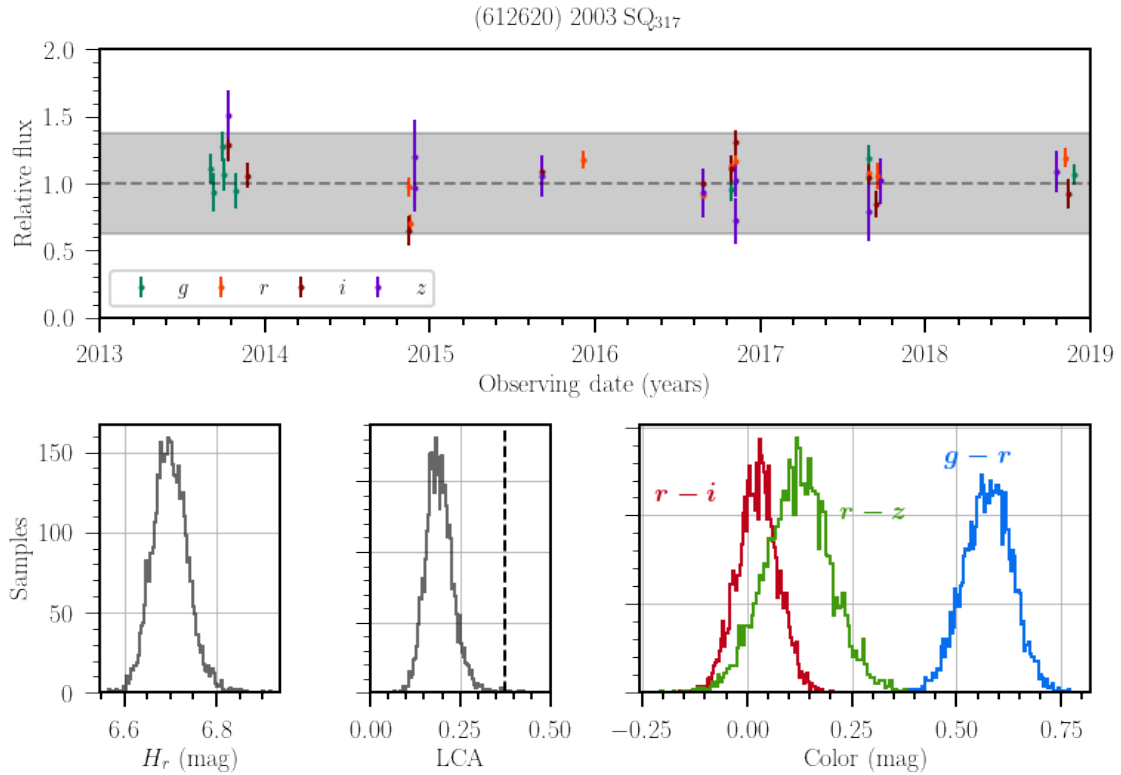 (612620) 2003 SQ317
2.0
1.5
1.0
0.5
0.0
Relative flux
g r i z
2013 2014 2015 2016 2017 2018 2019
Observing date (years)
150
100
50
0
Samples
6.6 6.8
H_r (mag)
0.00 0.25 0.50
LCA
r − i
r − z
g − r
−0.25 0.00 0.25 0.50 0.75
Color (mag)